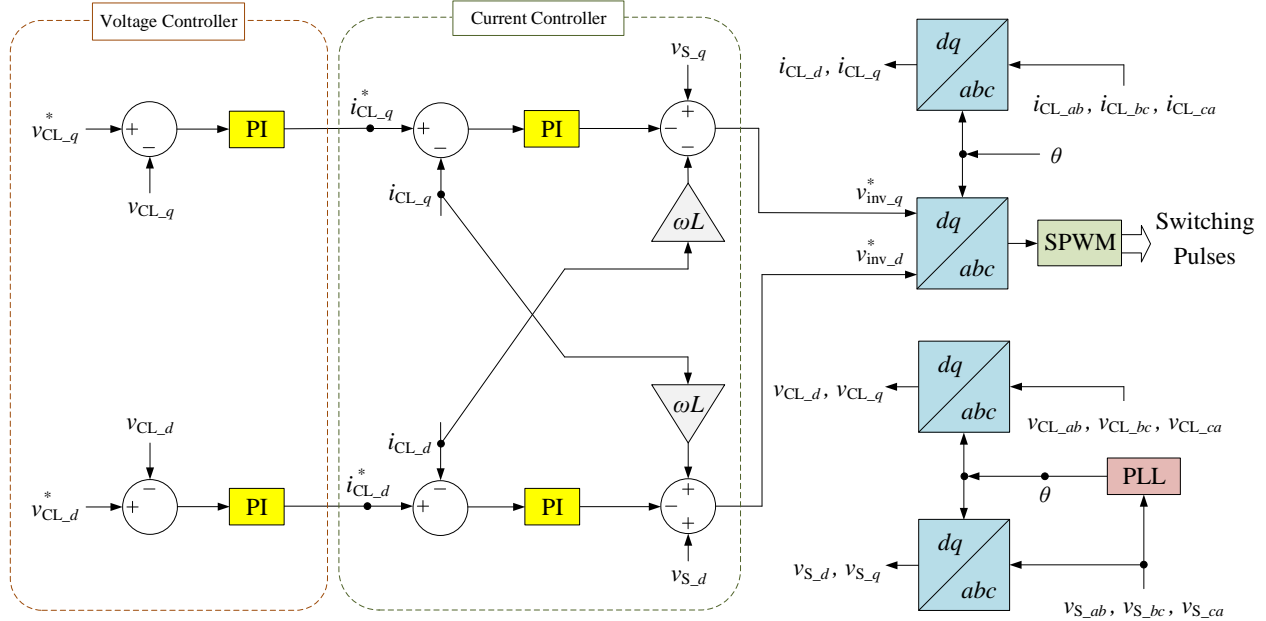 Voltage Controller
Current Controller
v*CL_q
+
−
vCL_q
PI
i*CL_q
+
−
iCL_q
PI
vS_q
+
−
−
ωL
v*inv_q
v*inv_d
iCL_d, iCL_q
dq
abc
iCL_ab, iCL_bc, iCL_ca
θ
dq
abc
SPWM
Switching
Pulses
vCL_d
−
+
v*CL_d
PI
i*CL_d
iCL_d
−
+
PI
ωL
+
−
+
vS_d
vCL_d, vCL_q
dq
abc
vCL_ab, vCL_bc, vCL_ca
θ
PLL
vS_d, vS_q
dq
abc
vS_ab, vS_bc, vS_ca